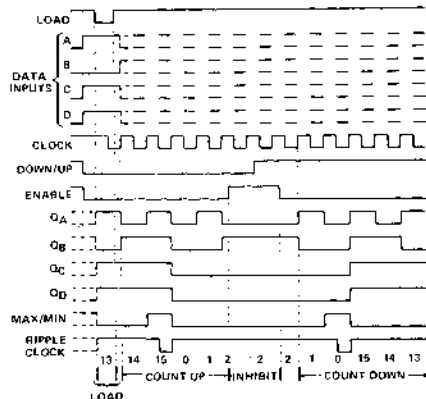 LOAD
A
B
DATA
INPUTS
C
D
CLOCK
DOWN/UP
ENABLE
QA
QB
QC
QD
MAX/MIN
RIPPLE
CLOCK
13 14 15 0 1 2 2 2 1 0 15 14 13
COUNT UP INHIBIT COUNT DOWN
LOAD